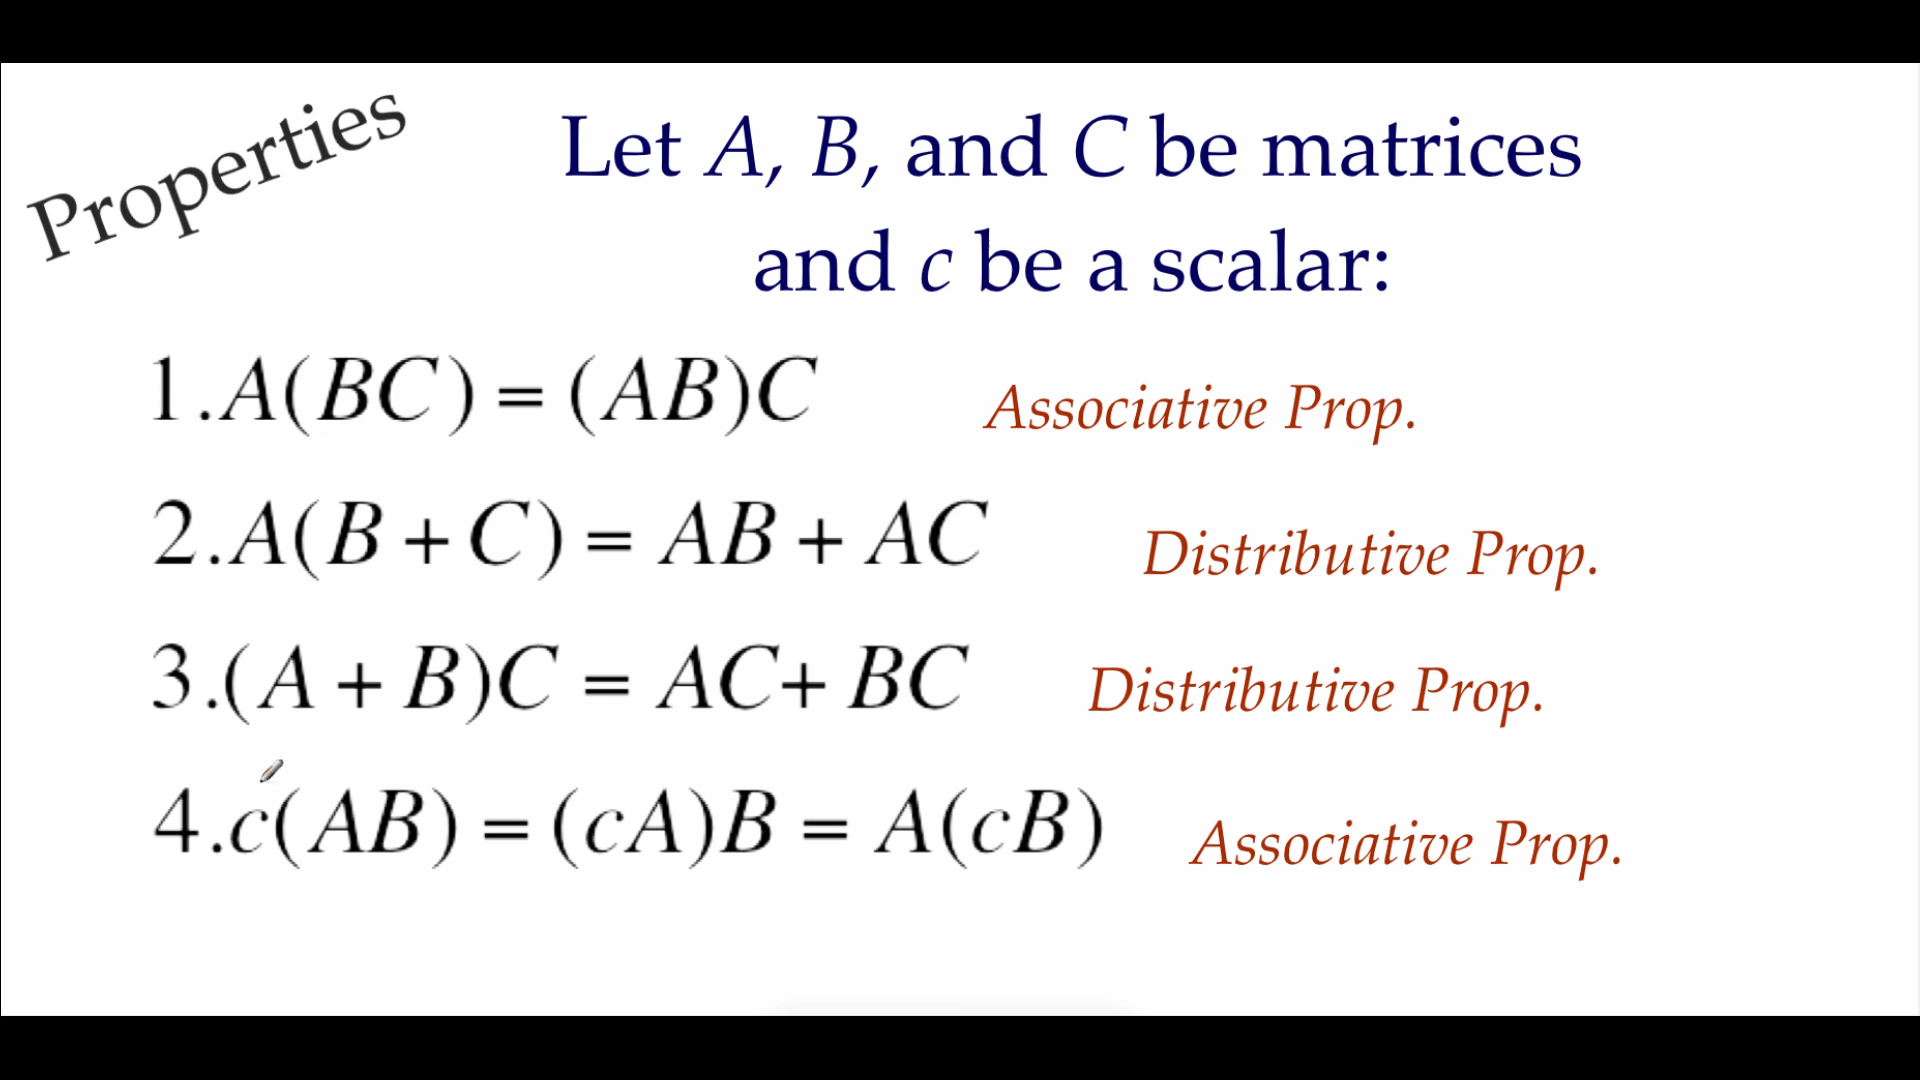 Properties
Let A, B, and C be matrices
and c be a scalar:
1.A(BC) = (AB)C Associative Prop.
2.A(B + C) = AB + AC Distributive Prop.
3.(A + B)C = AC+ BC Distributive Prop.
4.c(AB) = (cA)B = A(cB) Associative Prop.